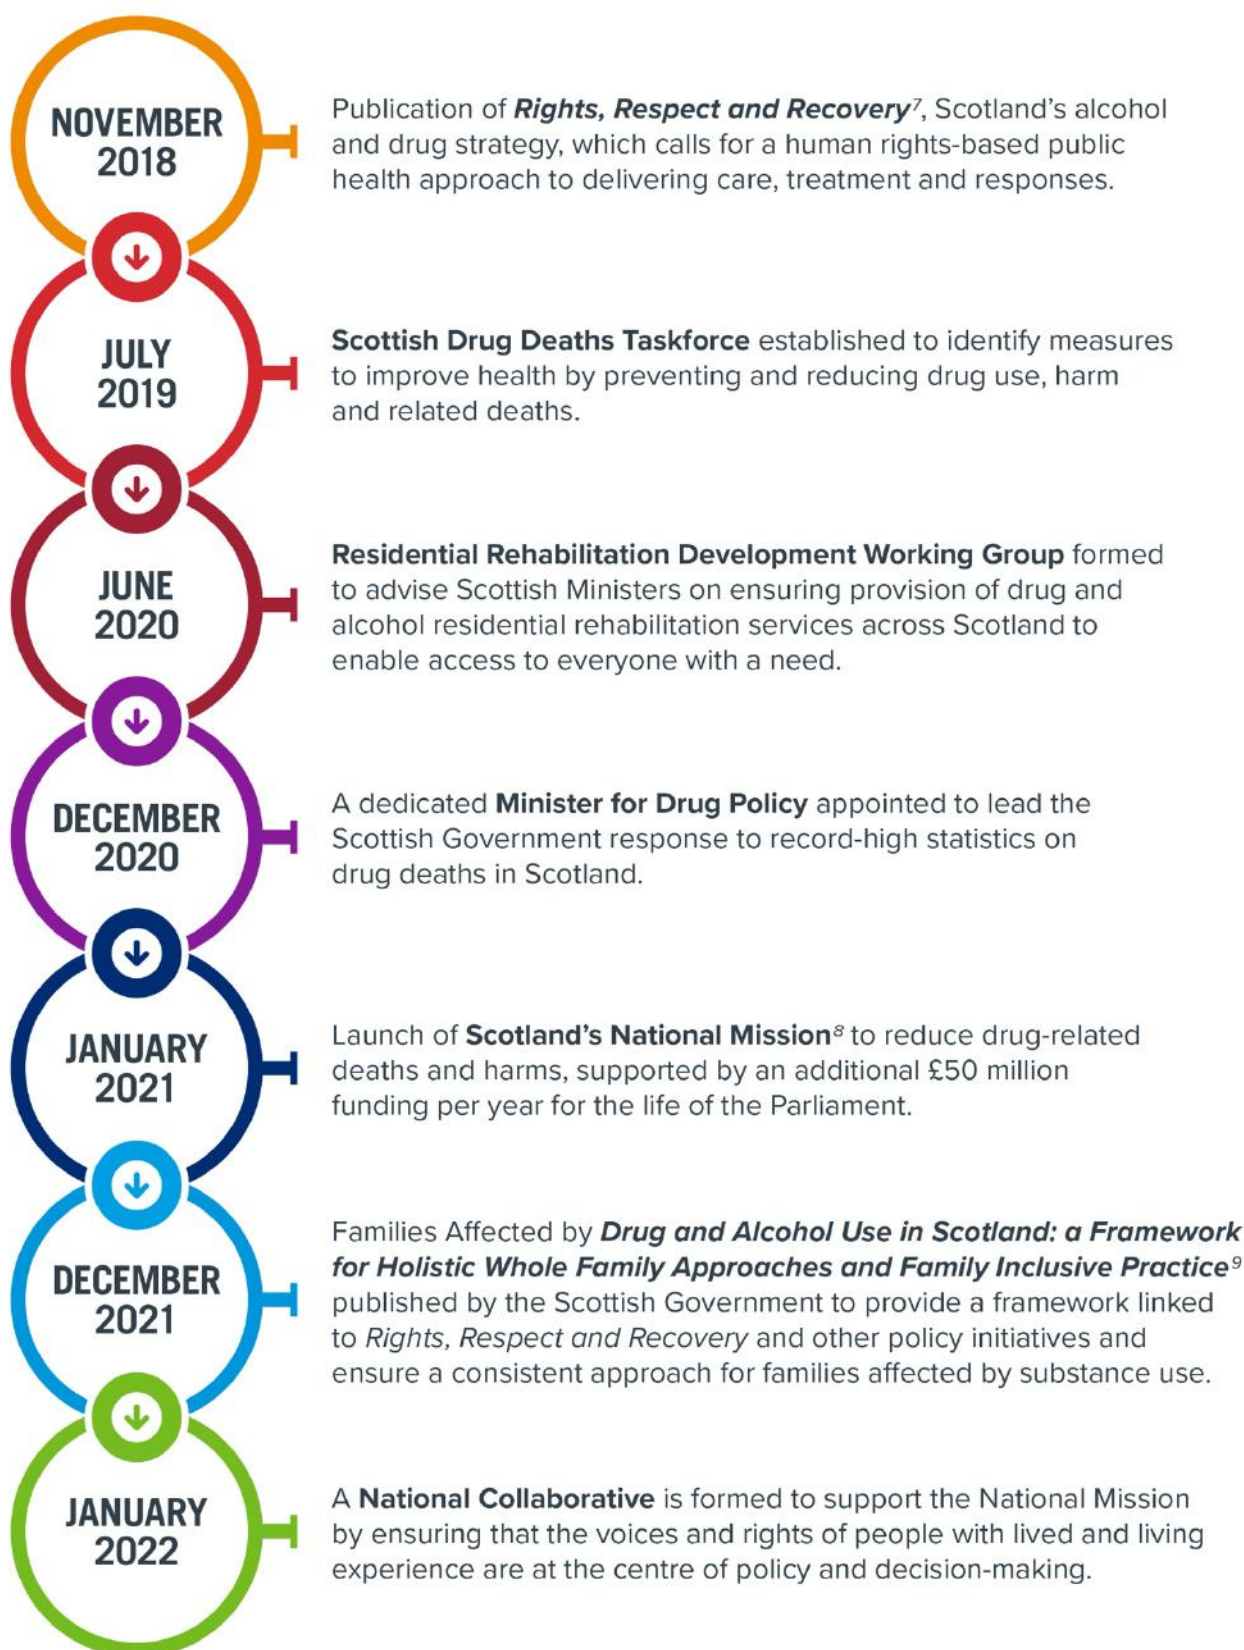 NOVEMBER
2018
Publication of Rights, Respect and Recovery⁷, Scotland's alcohol
and drug strategy, which calls for a human rights-based public
health approach to delivering care, treatment and responses.
JULY
2019
Scottish Drug Deaths Taskforce established to identify measures
to improve health by preventing and reducing drug use, harm
and related deaths.
JUNE
2020
Residential Rehabilitation Development Working Group formed
to advise Scottish Ministers on ensuring provision of drug and
alcohol residential rehabilitation services across Scotland to
enable access to everyone with a need.
DECEMBER
2020
A dedicated Minister for Drug Policy appointed to lead the
Scottish Government response to record-high statistics on
drug deaths in Scotland.
JANUARY
2021
Launch of Scotland's National Mission⁸ to reduce drug-related
deaths and harms, supported by an additional £50 million
funding per year for the life of the Parliament.
DECEMBER
2021
Families Affected by Drug and Alcohol Use in Scotland: a Framework
for Holistic Whole Family Approaches and Family Inclusive Practice⁹
published by the Scottish Government to provide a framework linked
to Rights, Respect and Recovery and other policy initiatives and
ensure a consistent approach for families affected by substance use.
JANUARY
2022
A National Collaborative is formed to support the National Mission
by ensuring that the voices and rights of people with lived and living
experience are at the centre of policy and decision-making.